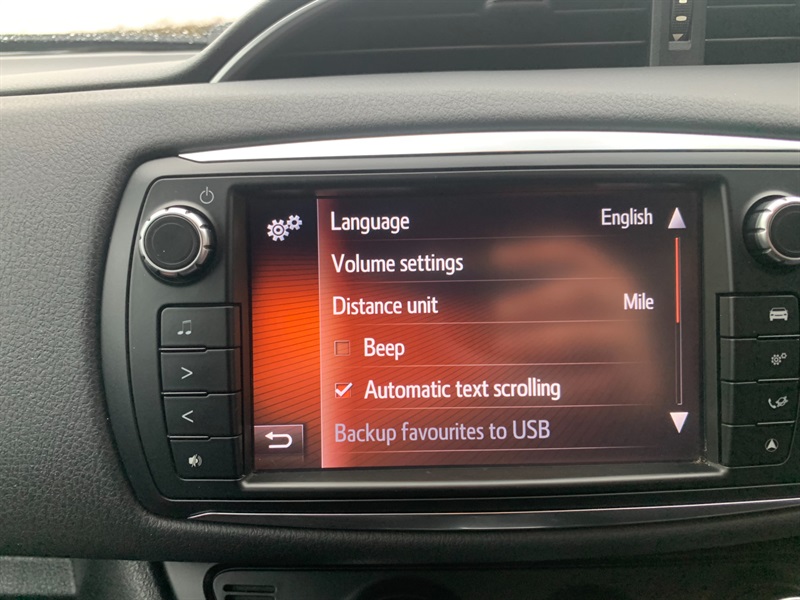 Language English
Volume settings
Distance unit Mile
Beep
Automatic text scrolling
Backup favourites to USB